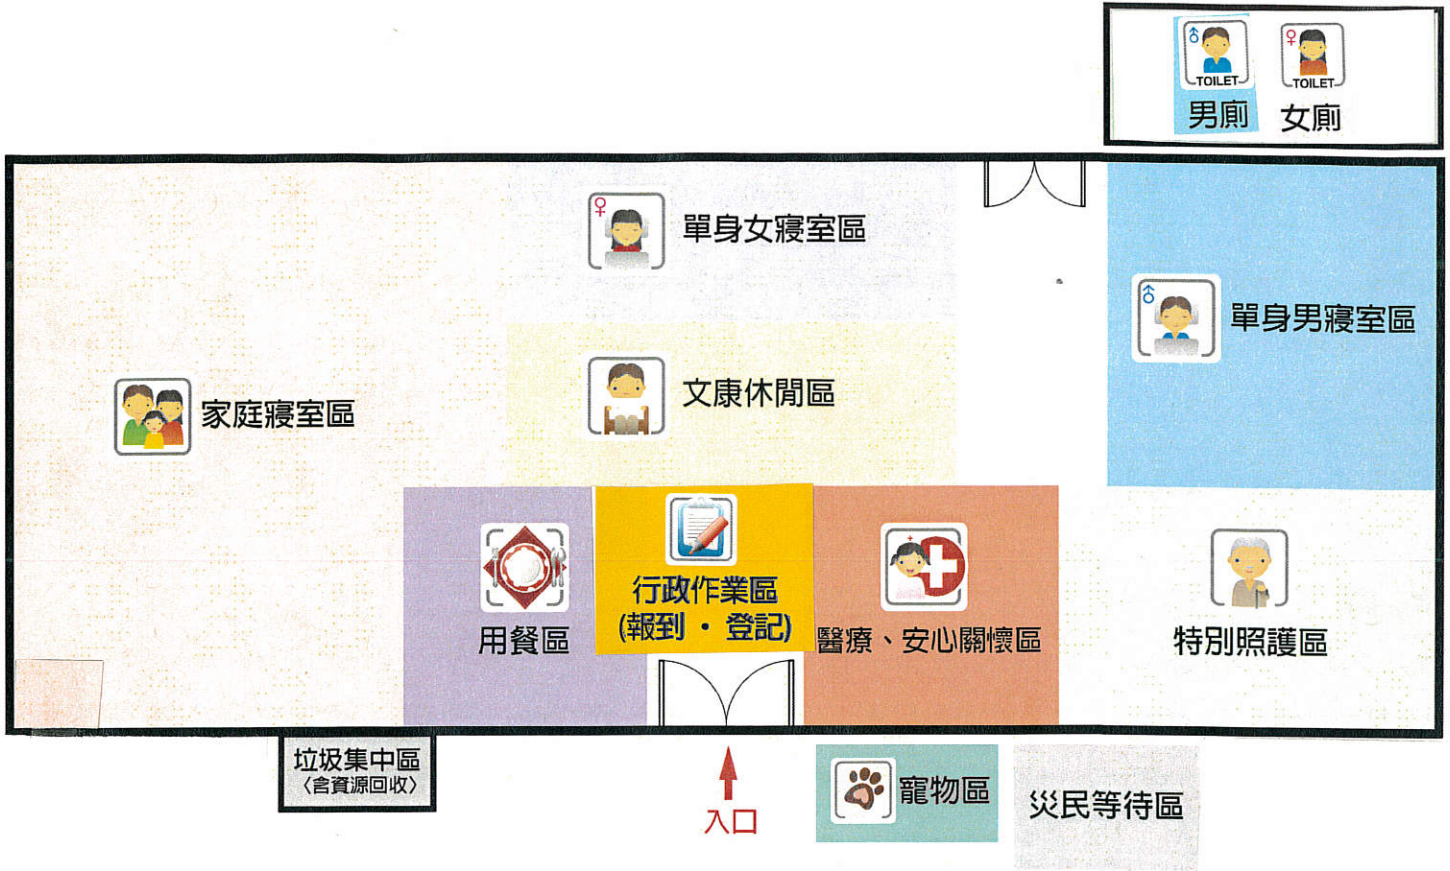 TOILET
TOILET
男廁
女廁
單身女寢室區
單身男寢室區
文康休閒區
家庭寢室區
行政作業區
(報到・登記)
用餐區
醫療、安心關懷區
特別照護區
垃圾集中區
〈含資源回收〉
入口
寵物區
災民等待區